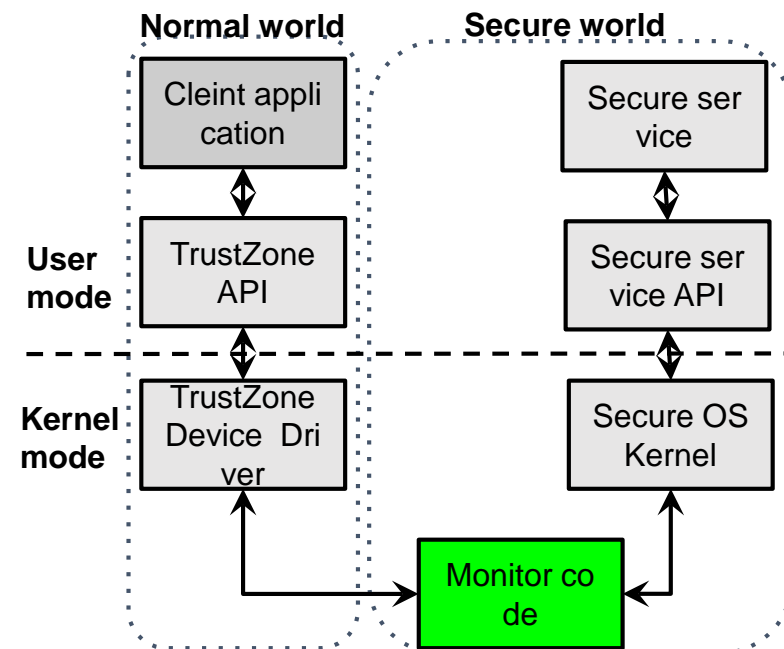 Normal world
Secure world
Cleint appli
cation
Secure ser
vice
TrustZone
API
Secure ser
vice API
User
mode
Kernel
mode
TrustZone
Device Dri
ver
Secure OS
Kernel
Monitor co
de